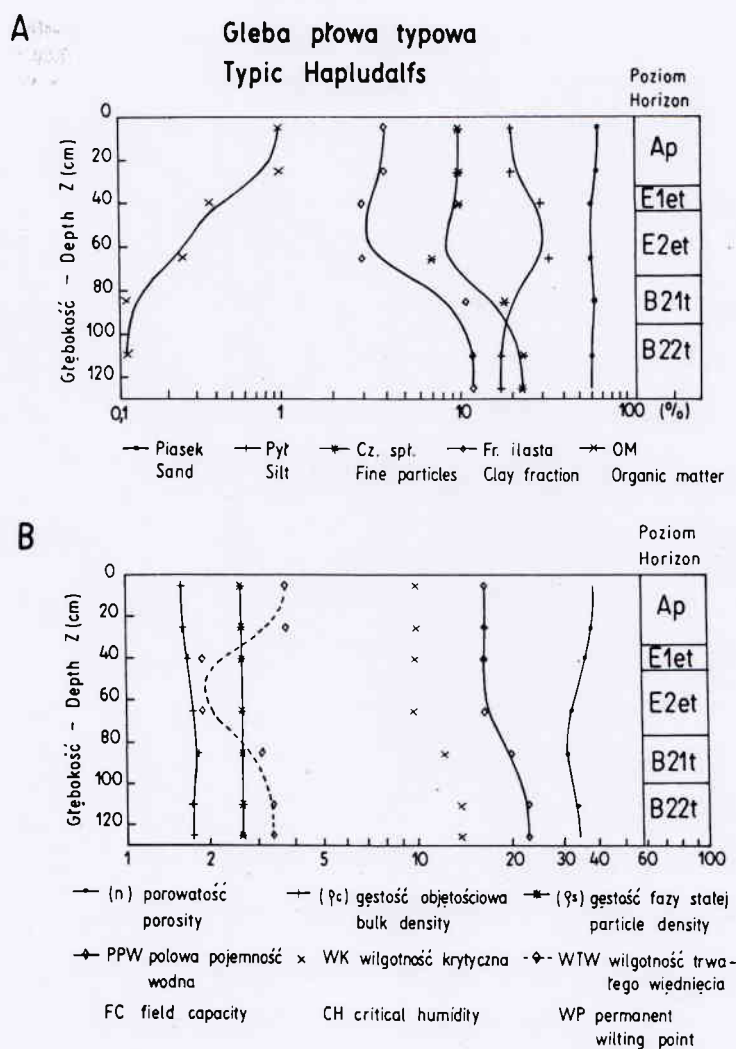 A
Gleba płowa typowa
Typic Hapludalfs
Poziom
Horizon
Głębokość – Depth Z (cm)
0
20
40
60
80
100
120
Ap
E1et
E2et
B21t
B22t
0,1 1 10 100 (%)
Piasek Pył Cz. spł. Fr. ilasta OM
Sand Silt Fine particles Clay fraction Organic matter
B
Poziom
Horizon
Głębokość – Depth Z (cm)
0
20
40
60
80
100
120
Ap
E1et
E2et
B21t
B22t
1 2 5 10 20 30 40 60 100
(n) porowatość (ρc) gęstość objętościowa (ρs) gęstość fazy stałej
porosity bulk density particle density
PPW polowa pojemność WK wilgotność krytyczna WTW wilgotność trwa-
wodna łego więdnięcia
FC field capacity CH critical humidity WP permanent
wilting point